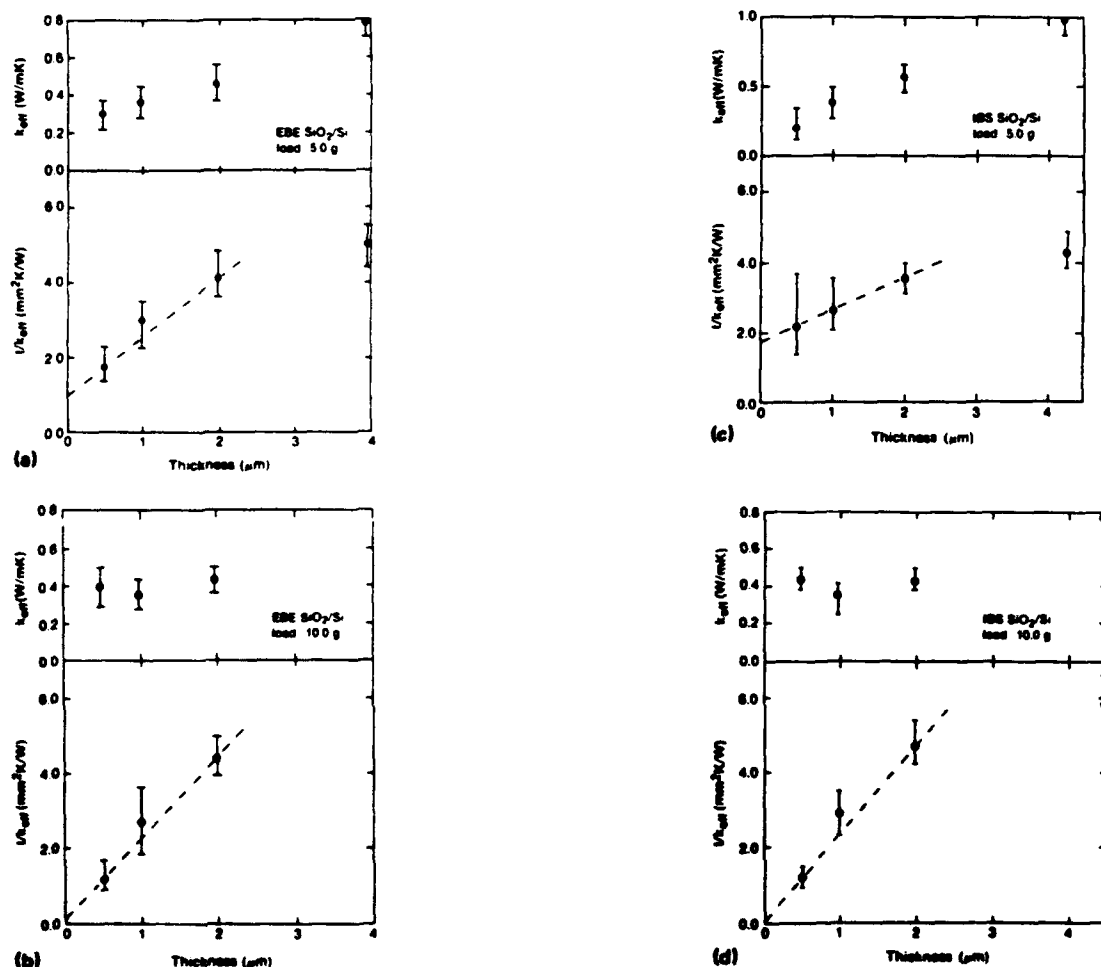 0.8
0.6
0.4
0.2
0.0
k_eff (W/mK)
EBE SiO₂/Si
load 5.0 g
6.0
4.0
2.0
0.0
t/k_eff (mm²K/W)
0 1 2 3 4
Thickness (μm)
(a)
0.8
0.6
0.4
0.2
0.0
k_eff (W/mK)
EBE SiO₂/Si
load 10.0 g
6.0
4.0
2.0
0.0
t/k_eff (mm²K/W)
0 1 2 3 4
Thickness (μm)
(b)
1.0
0.5
0.0
k_eff (W/mK)
IBS SiO₂/Si
load 5.0 g
6.0
4.0
2.0
0.0
t/k_eff (mm²K/W)
0 1 2 3 4
Thickness (μm)
(c)
0.8
0.6
0.4
0.2
0.0
k_eff (W/mK)
IBS SiO₂/Si
load 10.0 g
6.0
4.0
2.0
0.0
t/k_eff (mm²K/W)
0 1 2 3 4
Thickness (μm)
(d)